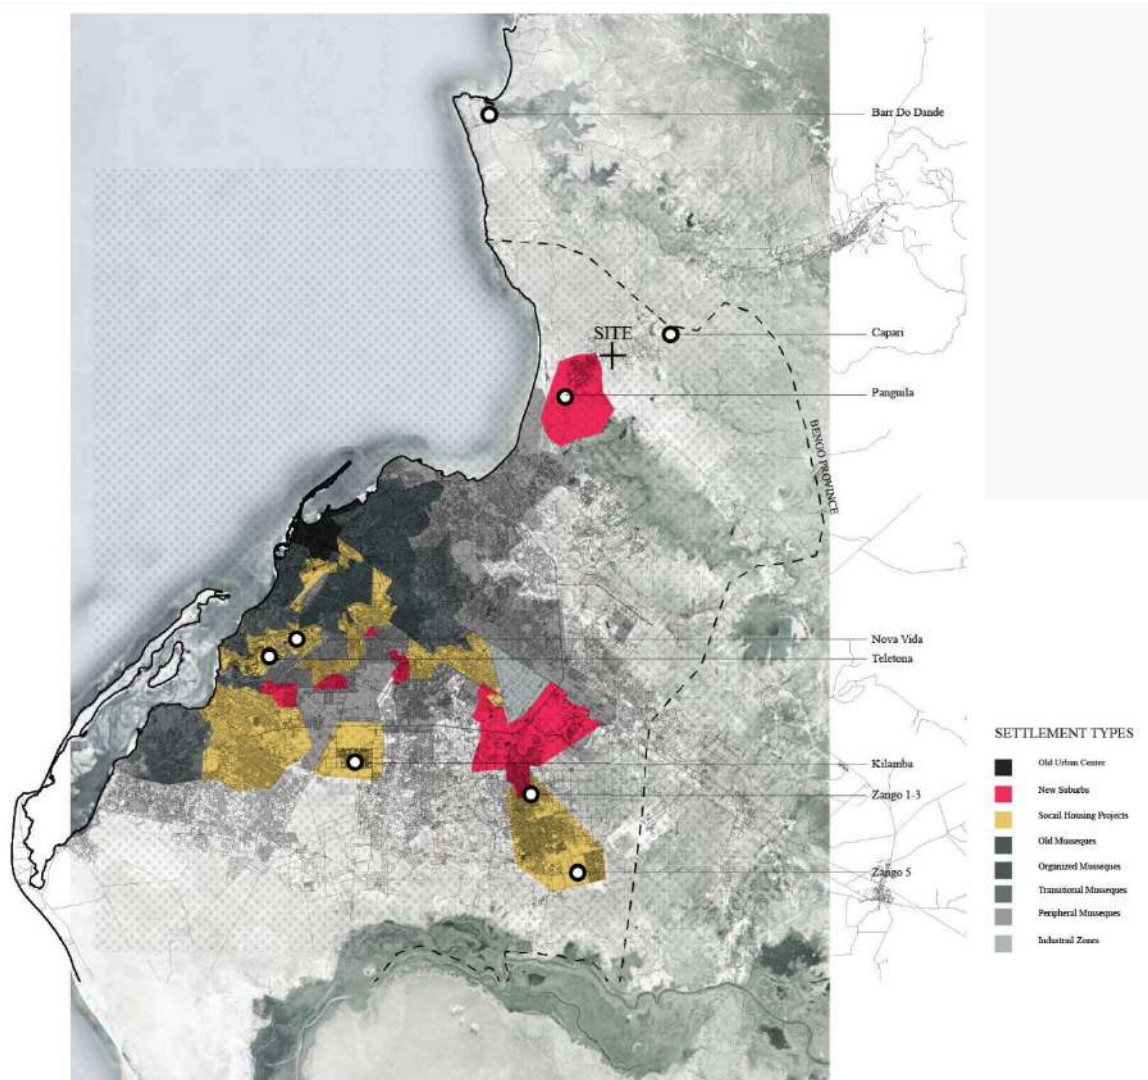 Barr Do Dande
SITE
Capari
Panguila
BENGO PROVINCE
Nova Vida
Teletona
Kilamba
Zango 1-3
Zango 5
SETTLEMENT TYPES
Old Urban Center
New Suburbs
Socail Housing Projects
Old Musseques
Organized Musseques
Transitional Musseques
Peripheral Musseques
Industrail Zones